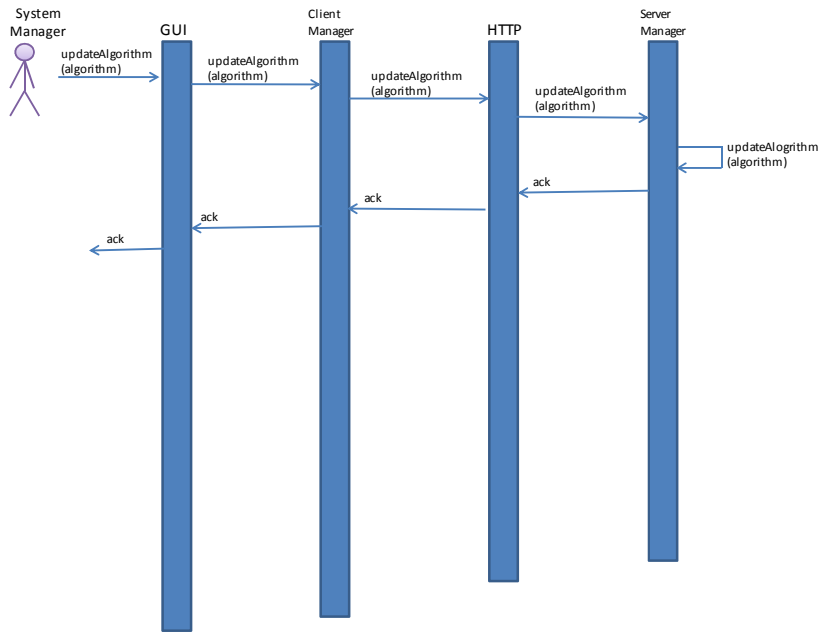 System
Manager
GUI
Client
Manager
HTTP
Server
Manager
updateAlgorithm
(algorithm)
updateAlgorithm
(algorithm)
updateAlgorithm
(algorithm)
updateAlgorithm
(algorithm)
updateAlogrithm
(algorithm)
ack
ack
ack
ack